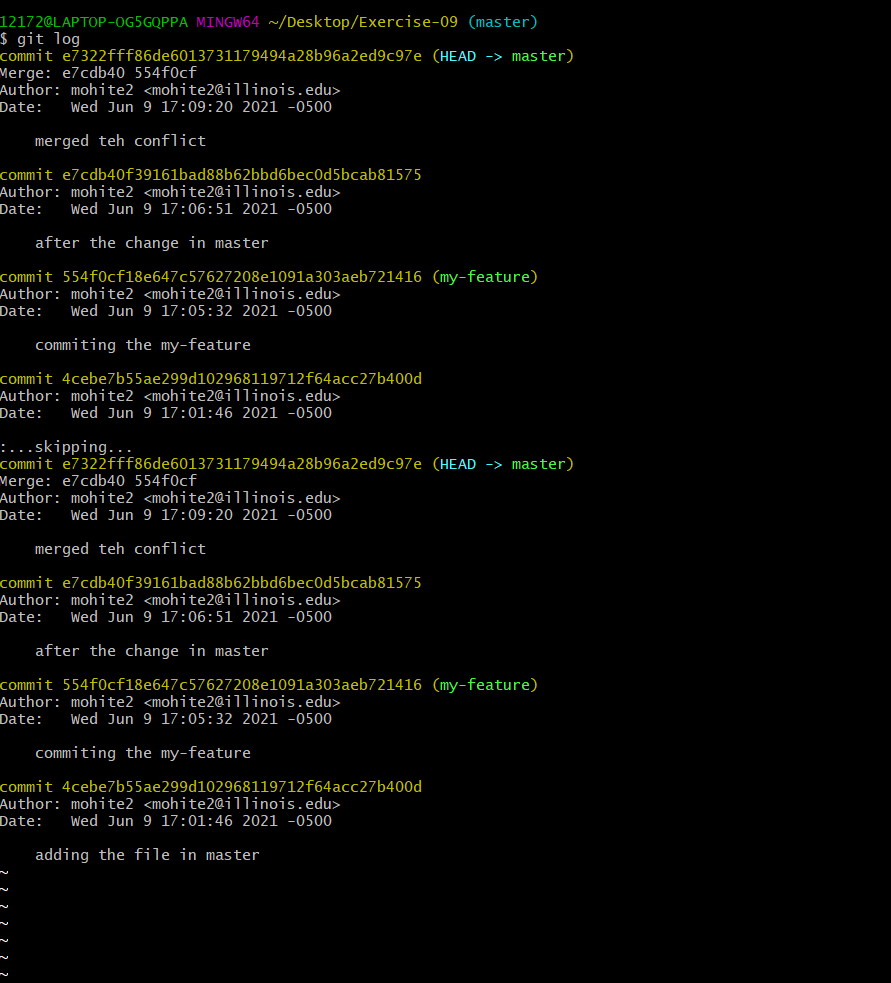 12172@LAPTOP-OG5GQPPA MINGW64 ~/Desktop/Exercise-09 (master)
$ git log
commit e7322fff86de6013731179494a28b96a2ed9c97e (HEAD -> master)
Merge: e7cdb40 554f0cf
Author: mohite2 <mohite2@illinois.edu>
Date:   Wed Jun 9 17:09:20 2021 -0500

    merged teh conflict

commit e7cdb40f39161bad88b62bbd6bec0d5bcab81575
Author: mohite2 <mohite2@illinois.edu>
Date:   Wed Jun 9 17:06:51 2021 -0500

    after the change in master

commit 554f0cf18e647c57627208e1091a303aeb721416 (my-feature)
Author: mohite2 <mohite2@illinois.edu>
Date:   Wed Jun 9 17:05:32 2021 -0500

    commiting the my-feature

commit 4cebe7b55ae299d102968119712f64acc27b400d
Author: mohite2 <mohite2@illinois.edu>
Date:   Wed Jun 9 17:01:46 2021 -0500

:...skipping...
commit e7322fff86de6013731179494a28b96a2ed9c97e (HEAD -> master)
Merge: e7cdb40 554f0cf
Author: mohite2 <mohite2@illinois.edu>
Date:   Wed Jun 9 17:09:20 2021 -0500

    merged teh conflict

commit e7cdb40f39161bad88b62bbd6bec0d5bcab81575
Author: mohite2 <mohite2@illinois.edu>
Date:   Wed Jun 9 17:06:51 2021 -0500

    after the change in master

commit 554f0cf18e647c57627208e1091a303aeb721416 (my-feature)
Author: mohite2 <mohite2@illinois.edu>
Date:   Wed Jun 9 17:05:32 2021 -0500

    commiting the my-feature

commit 4cebe7b55ae299d102968119712f64acc27b400d
Author: mohite2 <mohite2@illinois.edu>
Date:   Wed Jun 9 17:01:46 2021 -0500

    adding the file in master
~
~
~
~
~
~
~